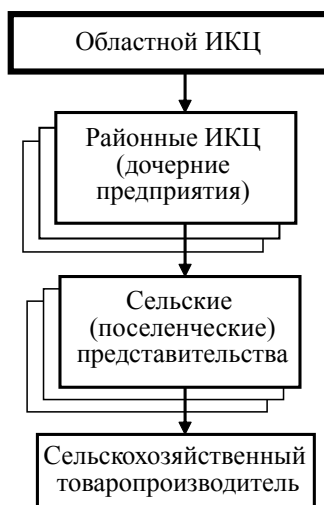 Областной ИКЦ
Районные ИКЦ
(дочерние
предприятия)
Сельские
(поселенческие)
представительства
Сельскохозяйственный
товаропроизводитель